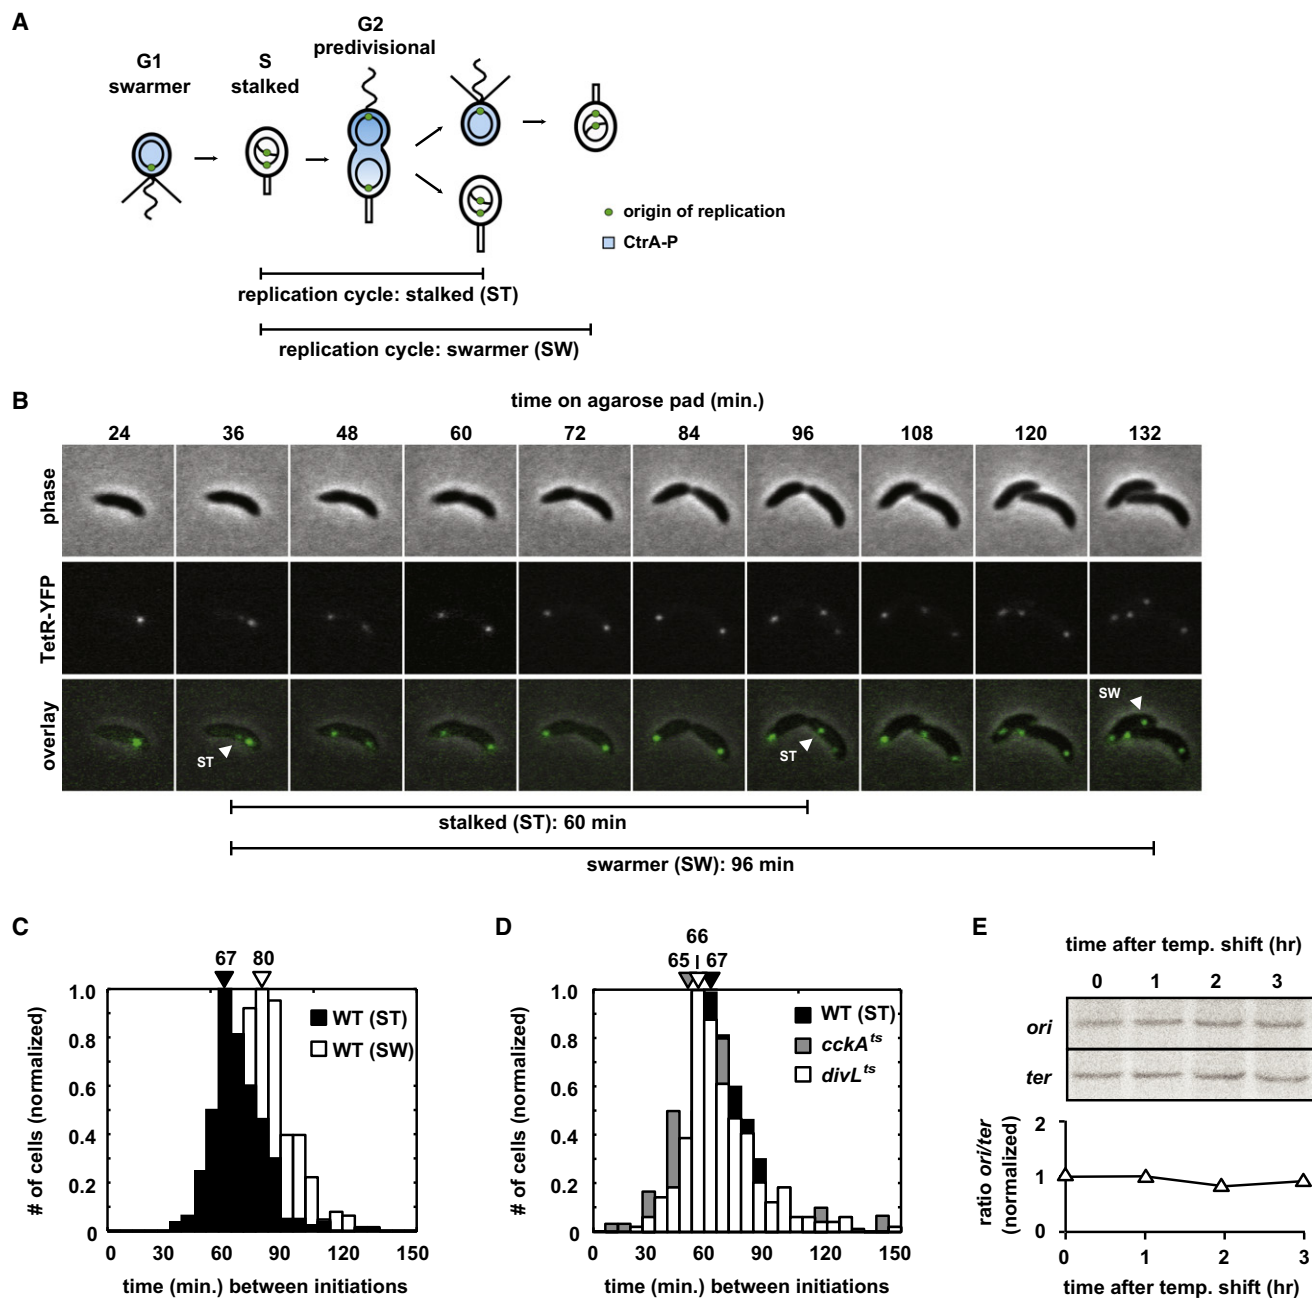 A
G1
swarmer
S
stalked
G2
predivisional
origin of replication
CtrA-P
replication cycle: stalked (ST)
replication cycle: swarmer (SW)
B
time on agarose pad (min.)
24 36 48 60 72 84 96 108 120 132
phase
TetR-YFP
overlay
ST
ST
SW
stalked (ST): 60 min
swarmer (SW): 96 min
C
67 80
WT (ST)
WT (SW)
# of cells (normalized)
1.0
0.8
0.6
0.4
0.2
0
0 30 60 90 120 150
time (min.) between initiations
D
66
65 67
WT (ST)
cckA^ts
divL^ts
# of cells (normalized)
1.0
0.8
0.6
0.4
0.2
0
0 30 60 90 120 150
time (min.) between initiations
E
time after temp. shift (hr)
0 1 2 3
ori
ter
ratio ori/ter
(normalized)
2
1
0
0 1 2 3
time after temp. shift (hr)